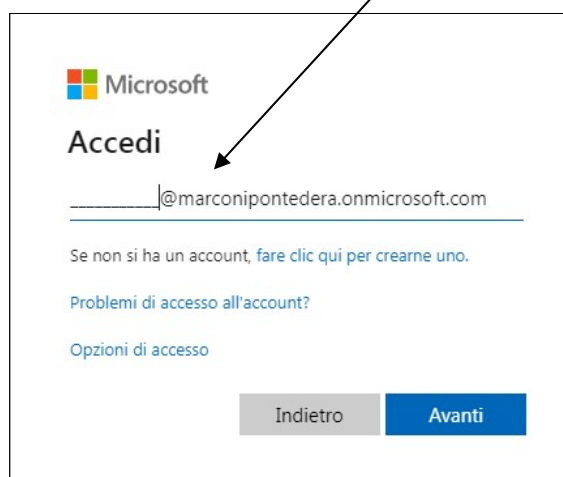 Microsoft
Accedi
___________@marconipontedera.onmicrosoft.com
Se non si ha un account, fare clic qui per crearne uno.
Problemi di accesso all'account?
Opzioni di accesso
Indietro
Avanti